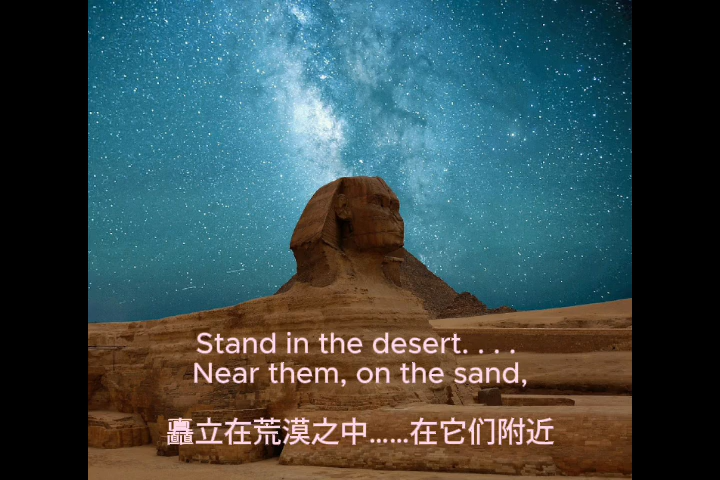 Stand in the desert. . . .
Near them, on the sand,
矗立在荒漠之中……在它们附近